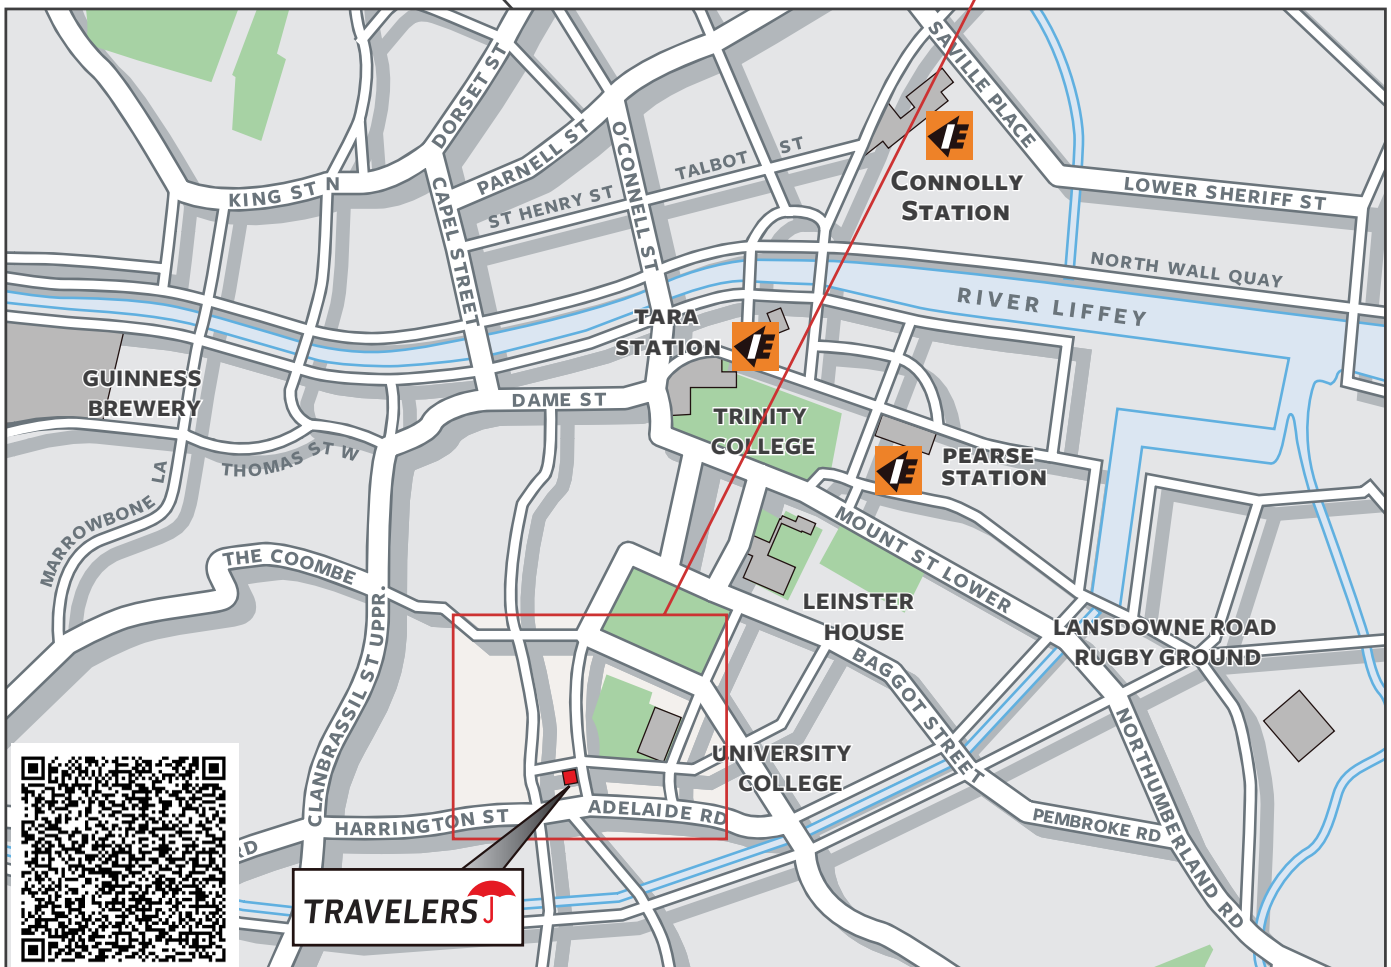 SAVILLE PLACE
DORSET ST
O'CONNELL ST
PARNELL ST
TALBOT ST
CONNOLLY
STATION
KING ST N
CAPEL STREET
ST HENRY ST
LOWER SHERIFF ST
NORTH WALL QUAY
RIVER LIFFEY
TARA
STATION
GUINNESS
BREWERY
DAME ST
TRINITY
COLLEGE
PEARSE
STATION
THOMAS ST W
MARROWBONE LA
THE COOMBE
MOUNT ST LOWER
LEINSTER
HOUSE
LANSDOWNE ROAD
RUGBY GROUND
CLANBRASSIL ST UPPR.
BAGGOT STREET
UNIVERSITY
COLLEGE
NORTHUMBERLAND RD
HARRINGTON ST
ADELAIDE RD
PEMBROKE RD
RD
TRAVELERS